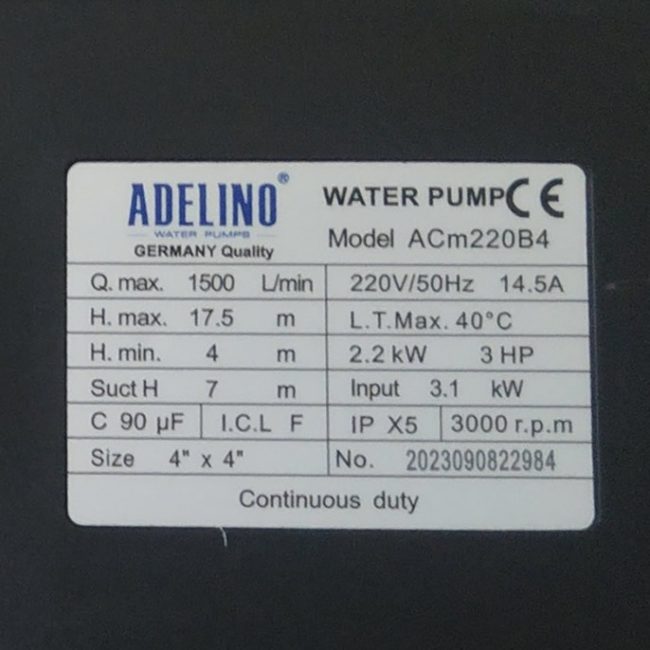 ADELINO®
WATER PUMPS
GERMANY Quality
WATER PUMP CE
Model ACm220B4
Q. max. 1500 L/min 220V/50Hz 14.5A
H. max. 17.5 m L.T.Max. 40°C
H. min. 4 m 2.2 kW 3 HP
Suct H 7 m Input 3.1 kW
C 90 µF I.C.L F IP X5 3000 r.p.m
Size 4" x 4" No. 2023090822984
Continuous duty